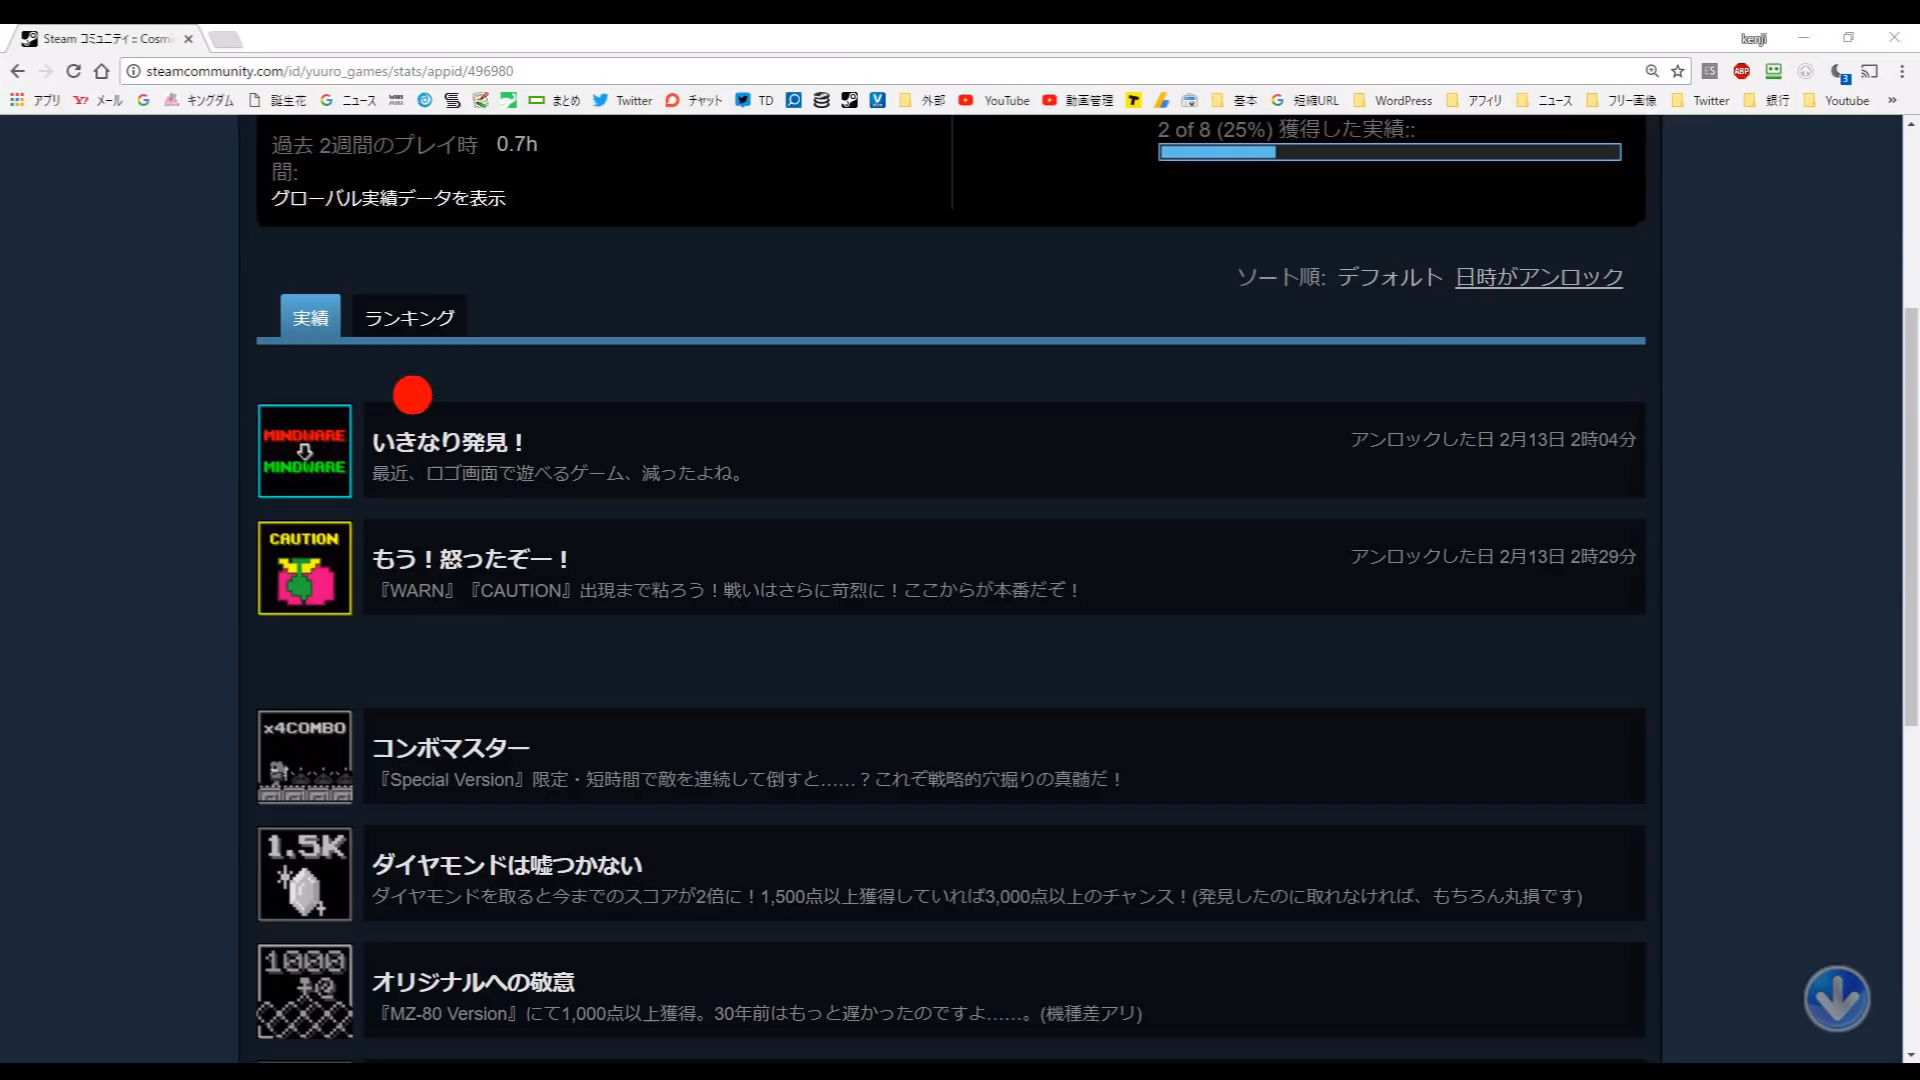 Steam コミュニティ :: Cosmi
kenji
steamcommunity.com/id/yuuro_games/stats/appid/496980
アプリ メール キングダム 誕生花 ニュース まとめ Twitter チャット TD 外部 YouTube 動画管理 基本 短縮URL WordPress アフィリ ニュース フリー画像 Twitter 銀行 Youtube »
過去 2週間のプレイ時間: 0.7h
グローバル実績データを表示
2 of 8 (25%) 獲得した実績::
ソート順: デフォルト 日時がアンロック
実績 ランキング
MINDWARE
MINDWARE
いきなり発見！
アンロックした日 2月13日 2時04分
最近、ロゴ画面で遊べるゲーム、減ったよね。
CAUTION
もう！怒ったぞー！
アンロックした日 2月13日 2時29分
『WARN』『CAUTION』出現まで粘ろう！戦いはさらに苛烈に！ここからが本番だぞ！
x4COMBO
コンボマスター
『Special Version』限定・短時間で敵を連続して倒すと……？これぞ戦略的穴掘りの真髄だ！
1.5K
ダイヤモンドは嘘つかない
ダイヤモンドを取ると今までのスコアが2倍に！1,500点以上獲得していれば3,000点以上のチャンス！(発見したのに取れなければ、もちろん丸損です)
1000
オリジナルへの敬意
『MZ-80 Version』にて1,000点以上獲得。30年前はもっと遅かったのですよ……。(機種差アリ)